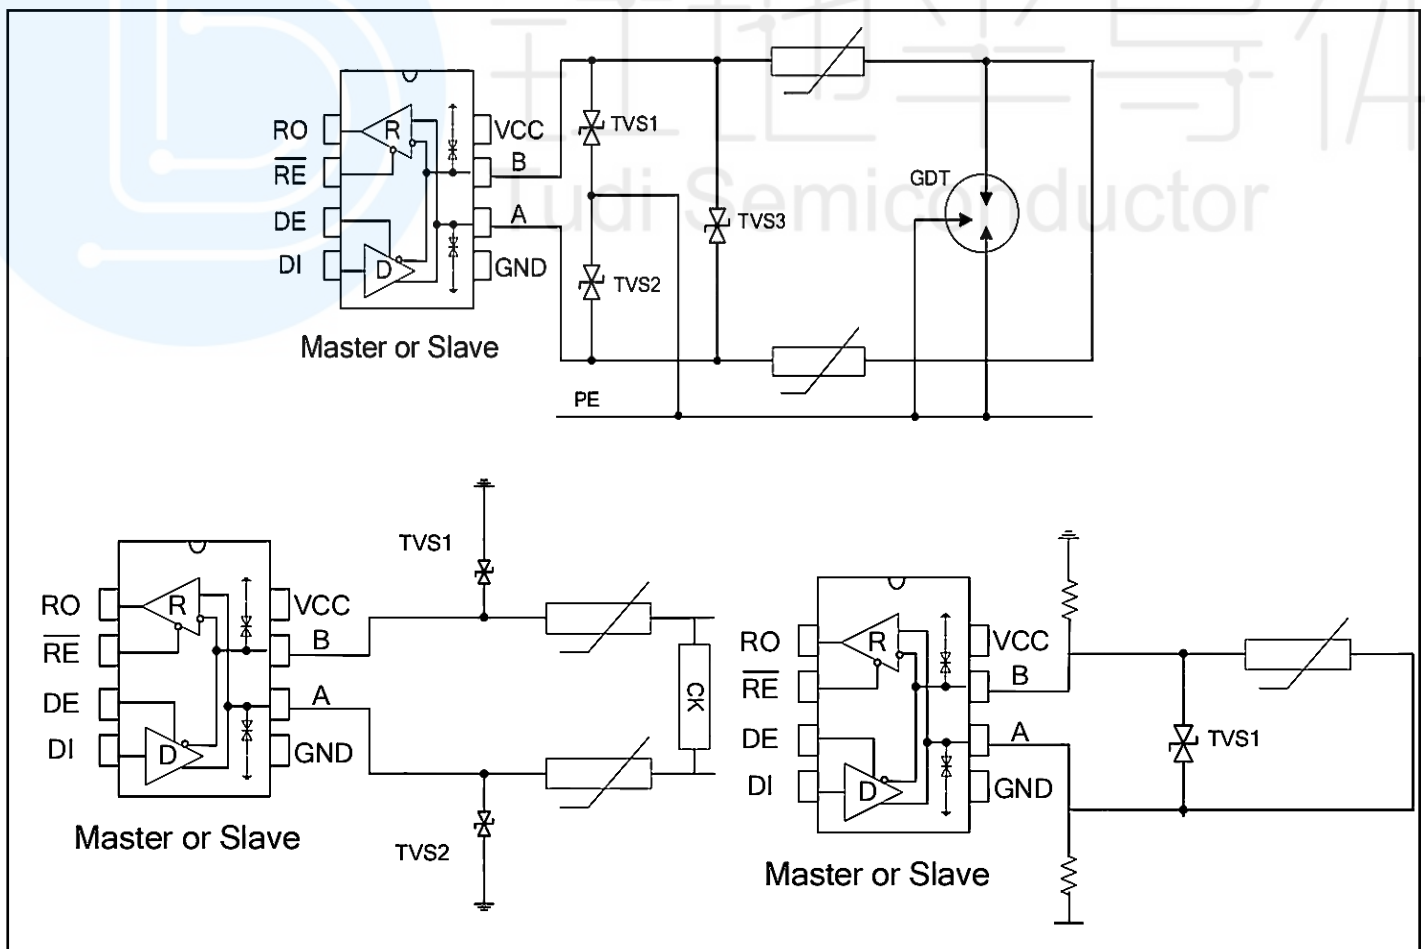 RO
R
VCC
RE
B
DE
A
DI
D
GND
Master or Slave
TVS1
TVS2
TVS3
GDT
PE
Tudi Semiconductor
TVS1
RO
R
VCC
RE
B
DE
A
DI
D
GND
Master or Slave
TVS2
CK
RO
R
VCC
RE
B
DE
A
DI
D
GND
Master or Slave
TVS1